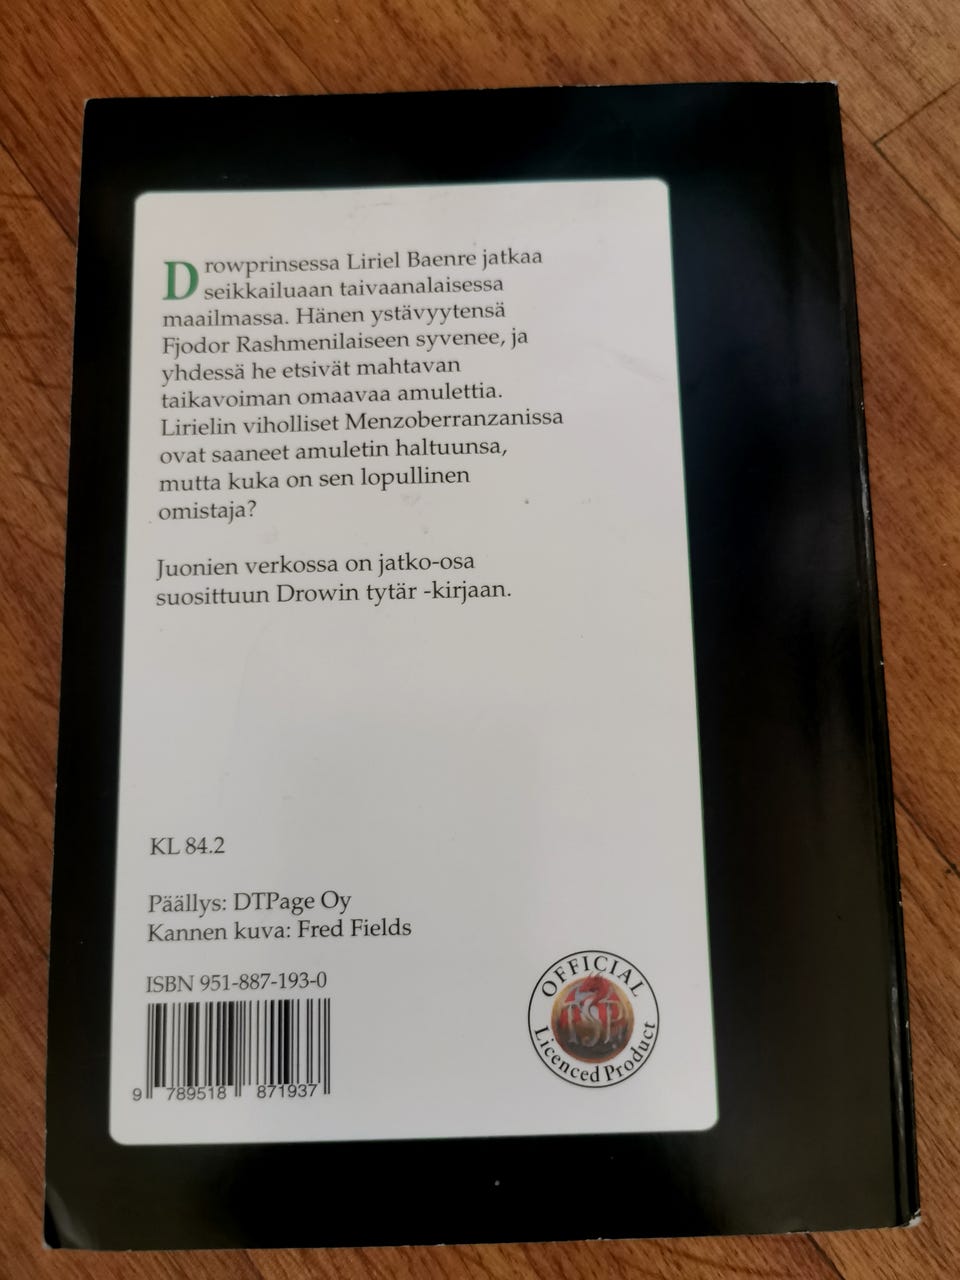 Drowprinsessa Liriel Baenre jatkaa
seikkailuaan taivaanalaisessa
maailmassa. Hänen ystävyytensä
Fjodor Rashmenilaiseen syvenee, ja
yhdessä he etsivät mahtavan
taikavoiman omaavaa amulettia.
Lirielin viholliset Menzoberranzanissa
ovat saaneet amuletin haltuunsa,
mutta kuka on sen lopullinen
omistaja?
Juonien verkossa on jatko-osa
suosittuun Drowin tytär -kirjaan.
KL 84.2
Päällys: DTPage Oy
Kannen kuva: Fred Fields
ISBN 951-887-193-0
9 789518 871937
OFFICIAL
TSR
Licenced Product